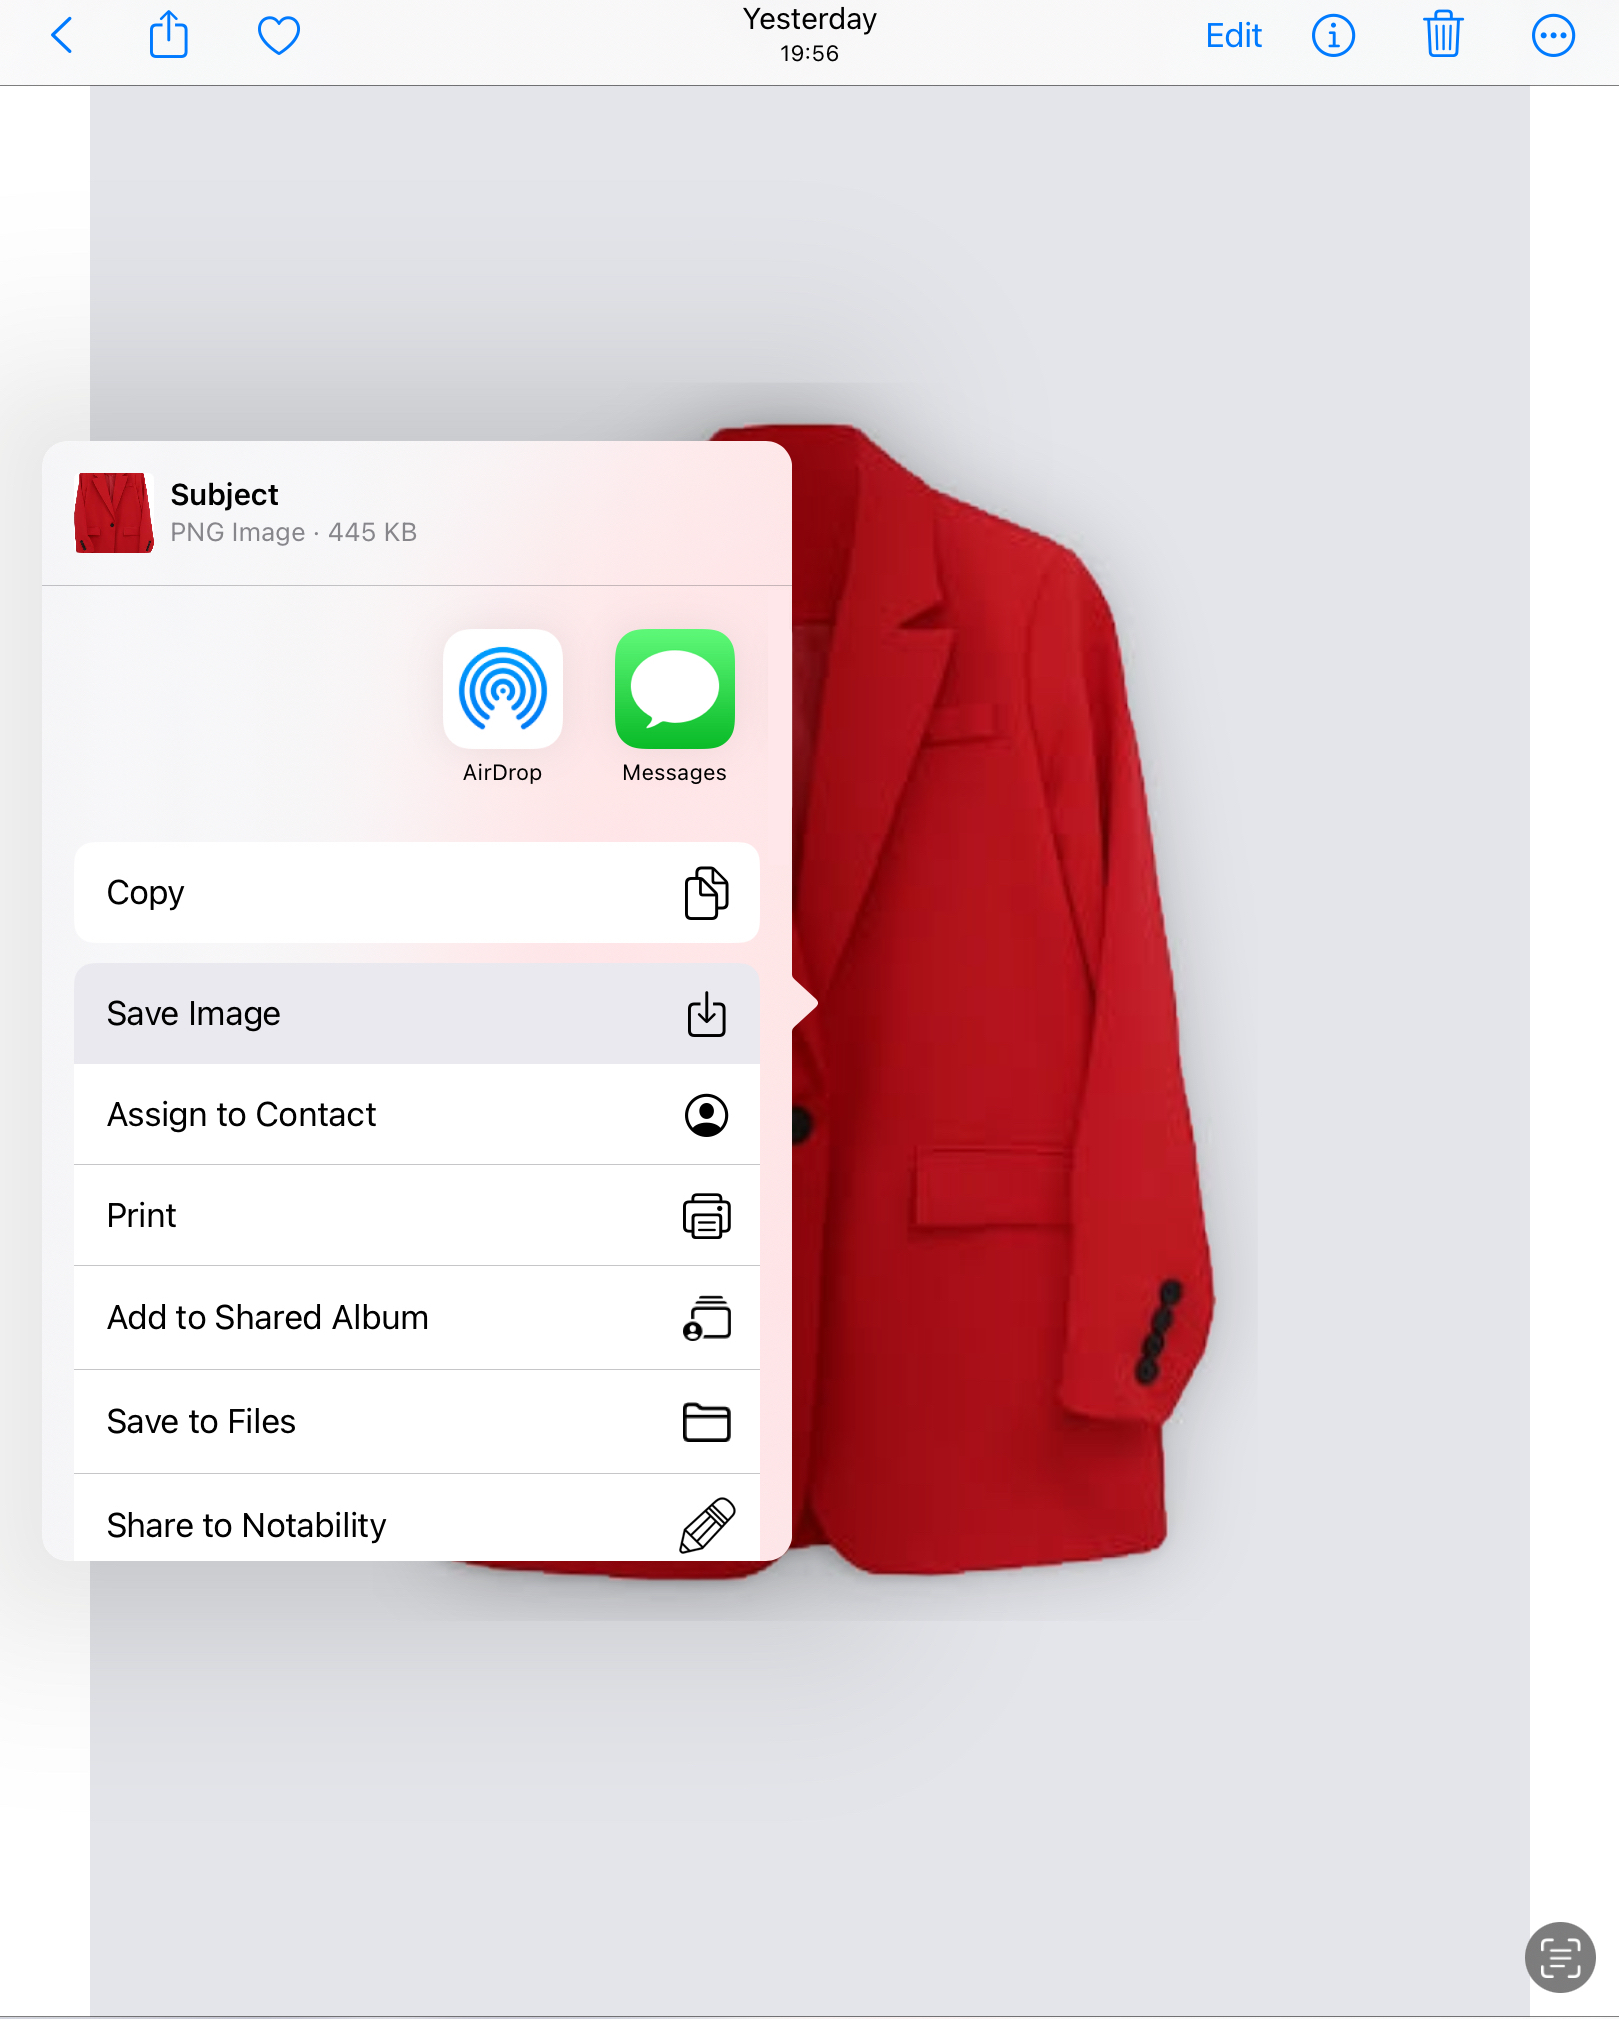 Yesterday
19:56
Edit
Subject
PNG Image · 445 KB
AirDrop
Messages
Copy
Save Image
Assign to Contact
Print
Add to Shared Album
Save to Files
Share to Notability